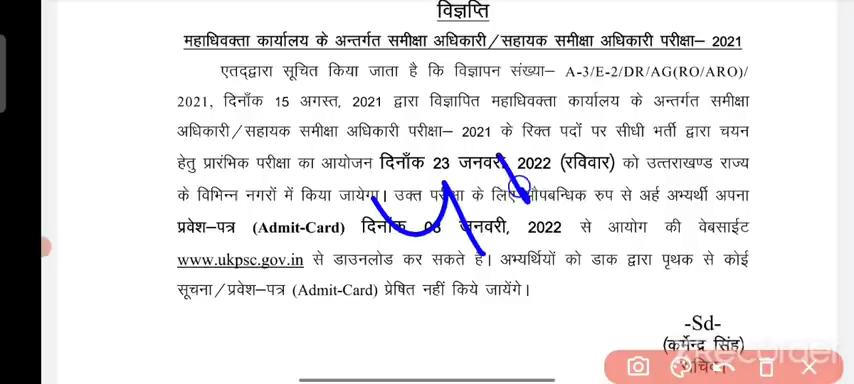 विज्ञप्ति
महाधिवक्ता कार्यालय के अन्तर्गत समीक्षा अधिकारी/सहायक समीक्षा अधिकारी परीक्षा– 2021
एतद्द्वारा सूचित किया जाता है कि विज्ञापन संख्या– A-3/E-2/DR/AG(RO/ARO)/
2021, दिनाँक 15 अगस्त, 2021 द्वारा विज्ञापित महाधिवक्ता कार्यालय के अन्तर्गत समीक्षा
अधिकारी/सहायक समीक्षा अधिकारी परीक्षा– 2021 के रिक्त पदों पर सीधी भर्ती द्वारा चयन
हेतु प्रारंभिक परीक्षा का आयोजन दिनाँक 23 जनवरी, 2022 (रविवार) को उत्तराखण्ड राज्य
के विभिन्न नगरों में किया जायेगा। उक्त परीक्षा के लिए औपबन्धिक रुप से अर्ह अभ्यर्थी अपना
प्रवेश–पत्र (Admit-Card) दिनाँक जनवरी, 2022 से आयोग की वेबसाईट
www.ukpsc.gov.in से डाउनलोड कर सकते है। अभ्यर्थियों को डाक द्वारा पृथक से कोई
सूचना/प्रवेश–पत्र (Admit-Card) प्रेषित नहीं किये जायेंगे।
-Sd-
(कर्मेन्द्र सिंह)